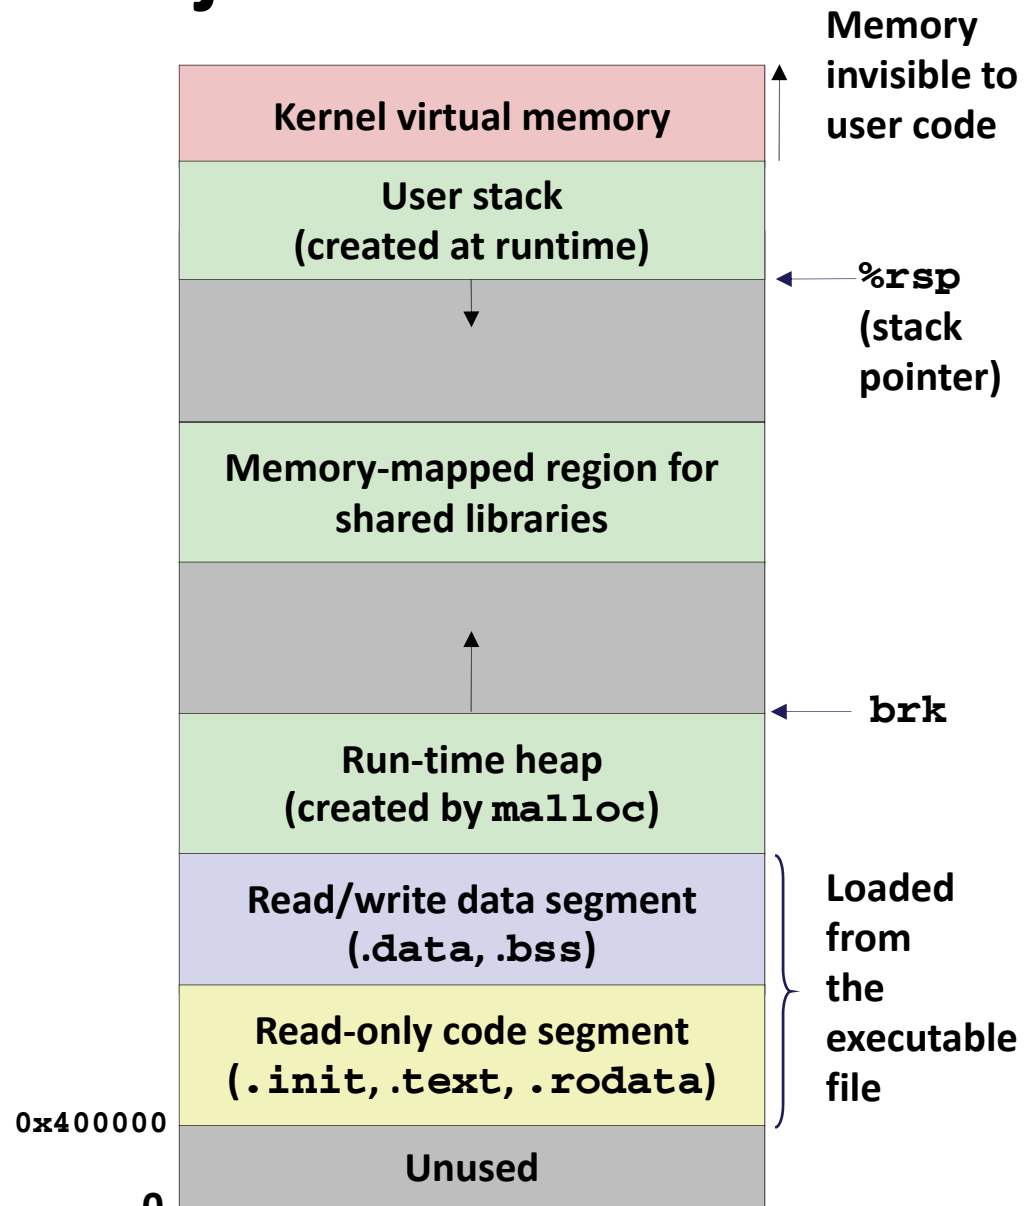 Memory
invisible to
user code
Kernel virtual memory
User stack
(created at runtime)
%rsp
(stack
pointer)
Memory-mapped region for
shared libraries
brk
Run-time heap
(created by malloc)
Read/write data segment
(.data, .bss)
Loaded
from
the
executable
file
Read-only code segment
(.init, .text, .rodata)
0x400000
Unused
0